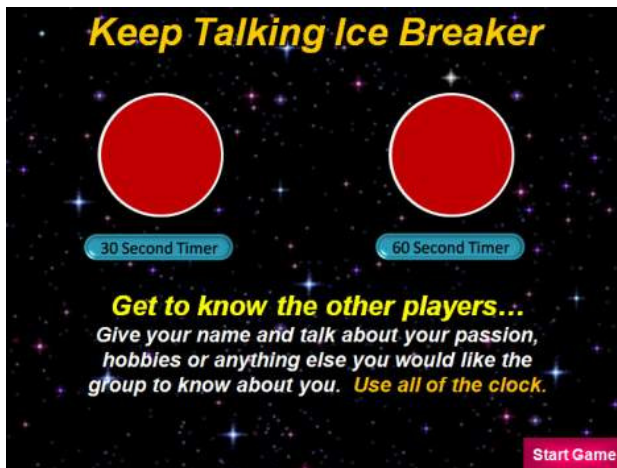 Keep Talking Ice Breaker
30 Second Timer
60 Second Timer
Get to know the other players…
Give your name and talk about your passion,
hobbies or anything else you would like the
group to know about you.  Use all of the clock.
Start Game